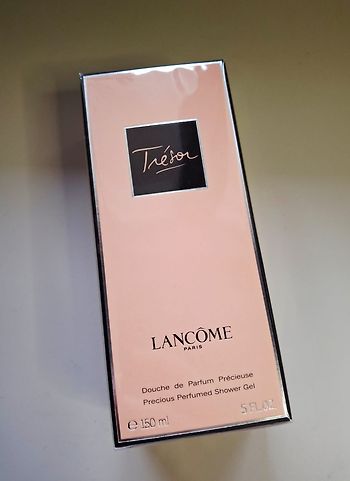 Trésor
LANCÔME
PARIS
Douche de Parfum Précieuse
Precious Perfumed Shower Gel
℮ 150 ml 5 FL.OZ.